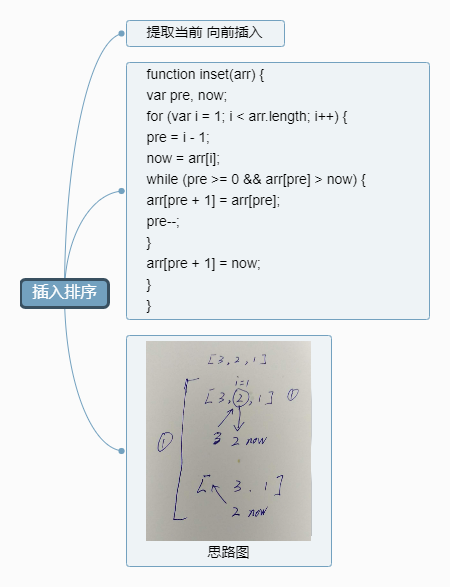 提取当前 向前插入
function inset(arr) {
var pre, now;
for (var i = 1; i < arr.length; i++) {
pre = i - 1;
now = arr[i];
while (pre >= 0 && arr[pre] > now) {
arr[pre + 1] = arr[pre];
pre--;
}
arr[pre + 1] = now;
}
}
插入排序
[3,2,1]
i=1
[3,2,1] ①
①
3 2 now
[ 3.1]
2 now
思路图